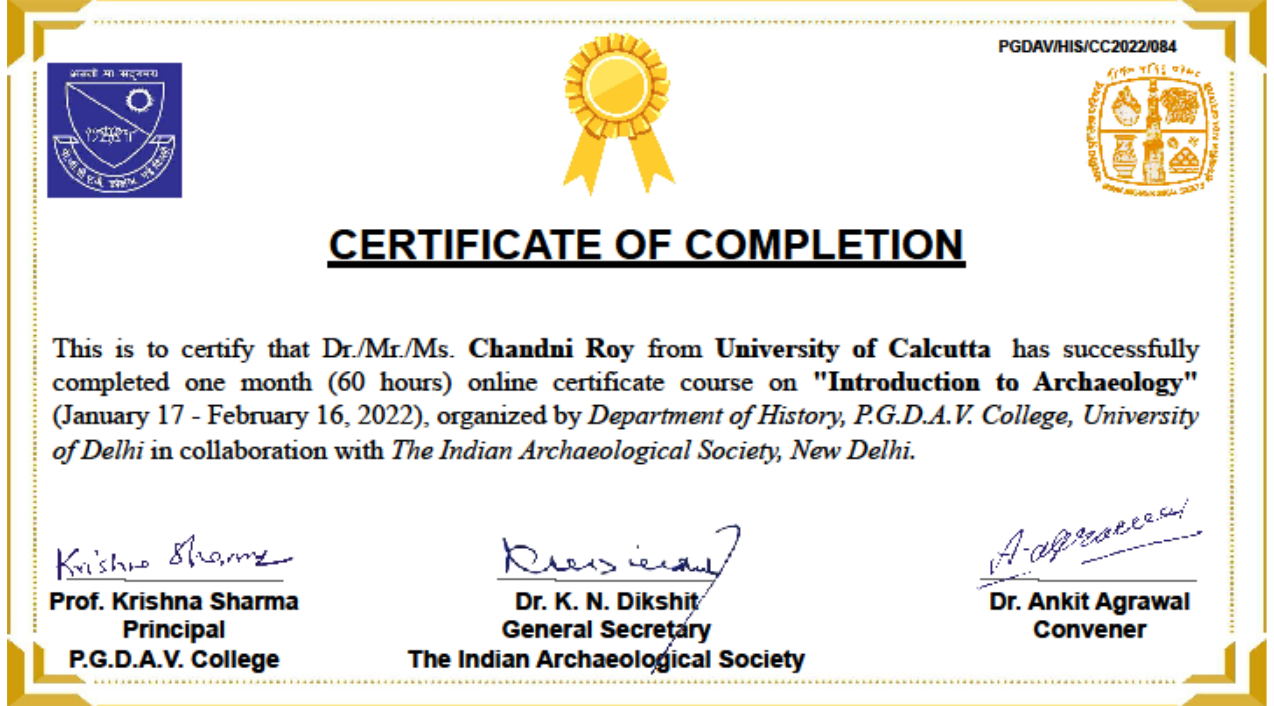 PGDAV/HIS/CC2022/084
असतो मा सद्गमय
CERTIFICATE OF COMPLETION
This is to certify that Dr./Mr./Ms. Chandni Roy from University of Calcutta has successfully
completed one month (60 hours) online certificate course on "Introduction to Archaeology"
(January 17 - February 16, 2022), organized by Department of History, P.G.D.A.V. College, University
of Delhi in collaboration with The Indian Archaeological Society, New Delhi.
Krishna Sharma
Prof. Krishna Sharma
Principal
P.G.D.A.V. College
Dr. K. N. Dikshit
General Secretary
The Indian Archaeological Society
Dr. Ankit Agrawal
Convener